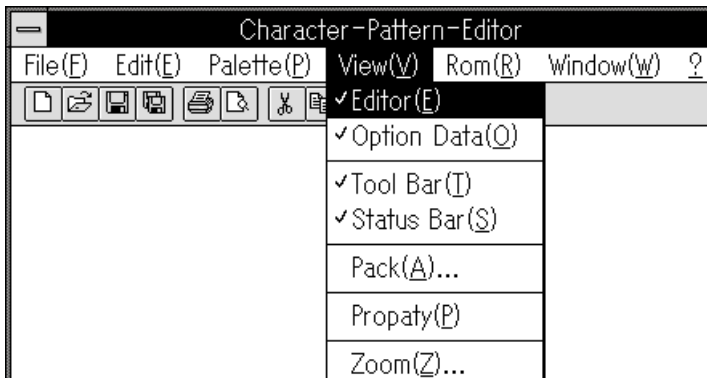 Character-Pattern-Editor
File(F) Edit(E) Palette(P) View(V) Rom(R) Window(W) ?
✓Editor(E)
✓Option Data(O)
✓Tool Bar(T)
✓Status Bar(S)
Pack(A)...
Propaty(P)
Zoom(Z)...